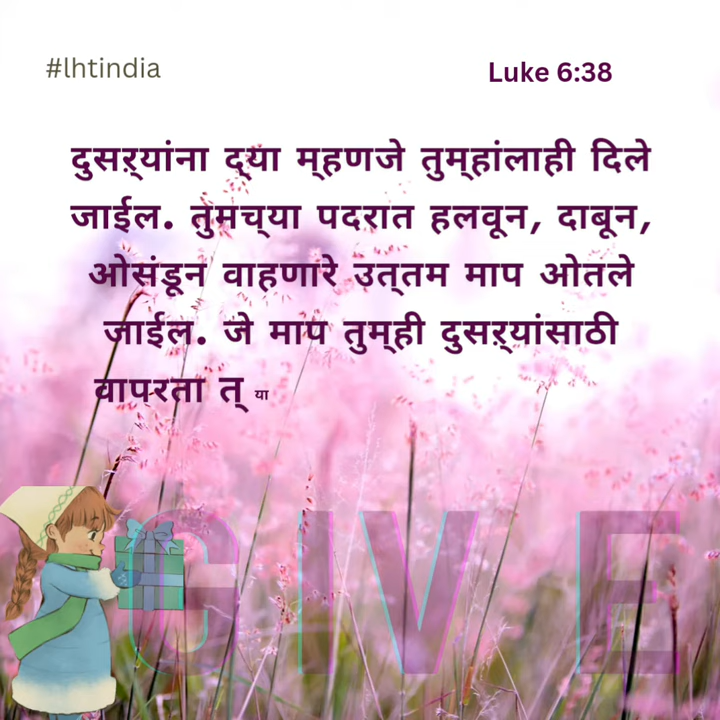 #lhtindia
Luke 6:38
दुसऱ्यांना द्या म्हणजे तुम्हांलाही दिले
जाईल. तुमच्या पदरात हलवून, दाबून,
ओसंडून वाहणारे उत्तम माप ओतले
जाईल. जे माप तुम्ही दुसऱ्यांसाठी
वापरता त् या
GIVE